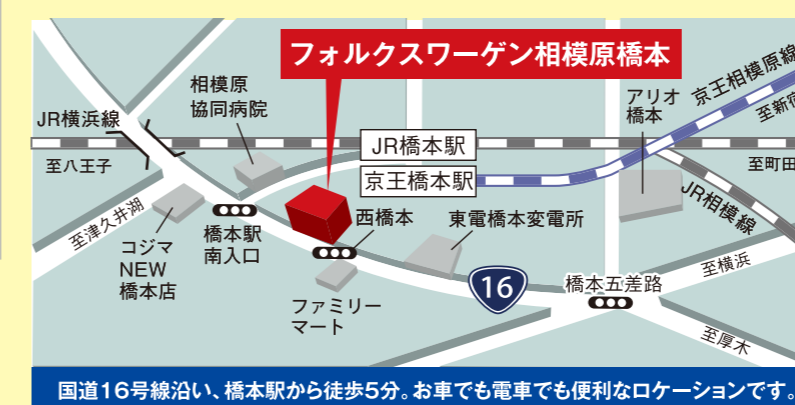 フォルクスワーゲン相模原橋本
相模原
協同病院
JR横浜線
至八王子
JR橋本駅
京王橋本駅
アリオ
橋本
京王相模原線
至新宿
至町田
JR相模線
至津久井湖
コジマ
NEW
橋本店
橋本駅
南入口
西橋本
東電橋本変電所
ファミリー
マート
16
橋本五差路
至横浜
至厚木
国道16号線沿い、橋本駅から徒歩5分。お車でも電車でも便利なロケーションです。